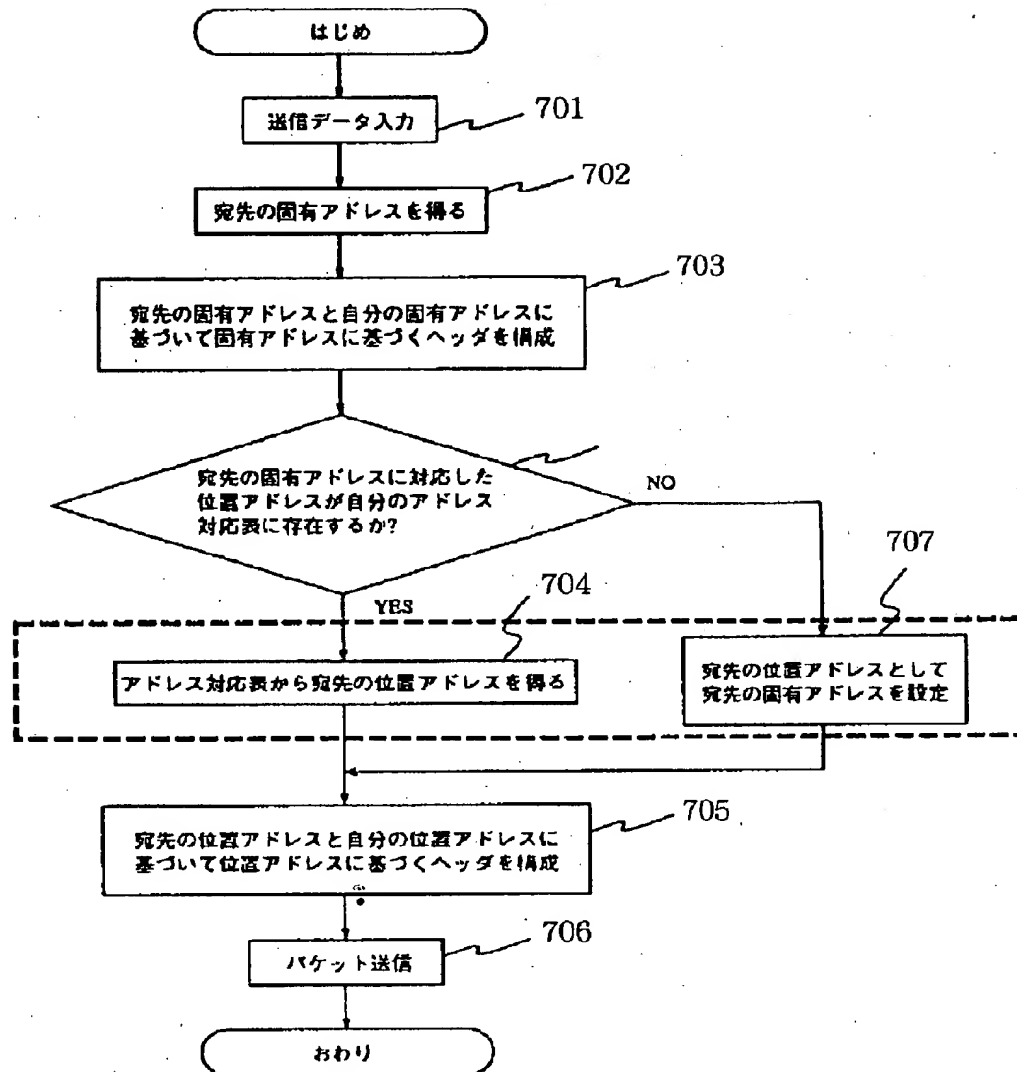 はじめ
送信データ入力
701
702
宛先の固有アドレスを得る
703
宛先の固有アドレスと自分の固有アドレスに
基づいて固有アドレスに基づくヘッダを構成
宛先の固有アドレスに対応した
位置アドレスが自分のアドレス
対応表に存在するか?
NO
YES
704
707
アドレス対応表から宛先の位置アドレスを得る
宛先の位置アドレスとして
宛先の固有アドレスを設定
705
宛先の位置アドレスと自分の位置アドレスに
基づいて位置アドレスに基づくヘッダを構成
706
パケット送信
おわり